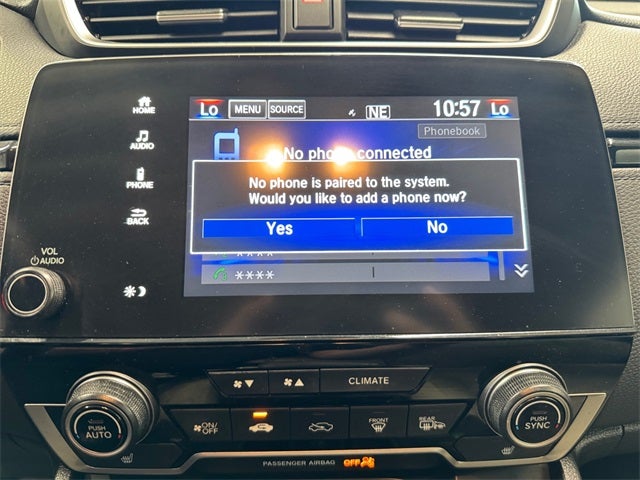 Lo MENU SOURCE NE 10:57 Lo
HOME
Phonebook
AUDIO
No phone connected
PHONE
No phone is paired to the system.
Would you like to add a phone now?
BACK
Yes No
VOL
AUDIO
****
****
CLIMATE
PUSH
AUTO
ON/
OFF
FRONT
REAR
PUSH
SYNC
PASSENGER AIRBAG OFF